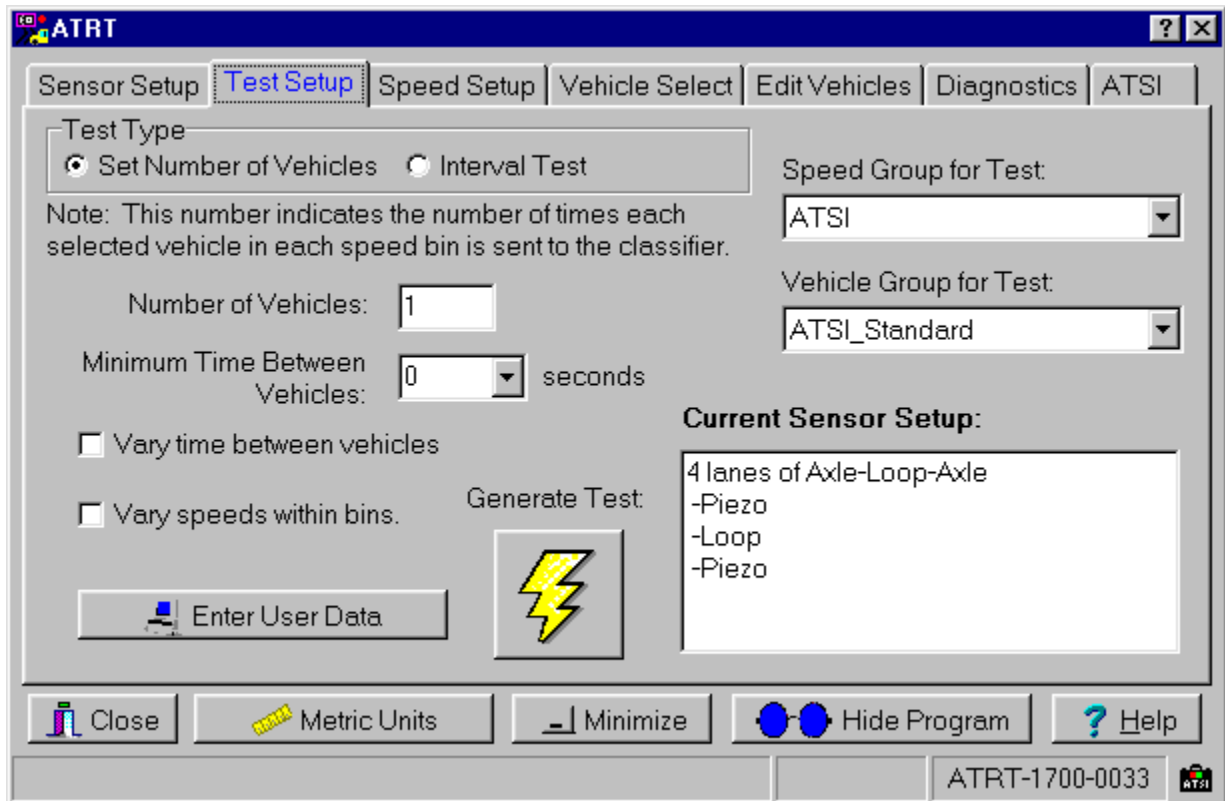 ATRT
Sensor Setup
Test Setup
Speed Setup
Vehicle Select
Edit Vehicles
Diagnostics
ATSI
Test Type
Set Number of Vehicles
Interval Test
Note: This number indicates the number of times each
selected vehicle in each speed bin is sent to the classifier.
Number of Vehicles:
1
Minimum Time Between
Vehicles:
0
seconds
Vary time between vehicles
Vary speeds within bins.
Enter User Data
Generate Test:
Speed Group for Test:
ATSI
Vehicle Group for Test:
ATSI_Standard
Current Sensor Setup:
4 lanes of Axle-Loop-Axle
-Piezo
-Loop
-Piezo
Close
Metric Units
Minimize
Hide Program
? Help
ATRT-1700-0033
ATSI